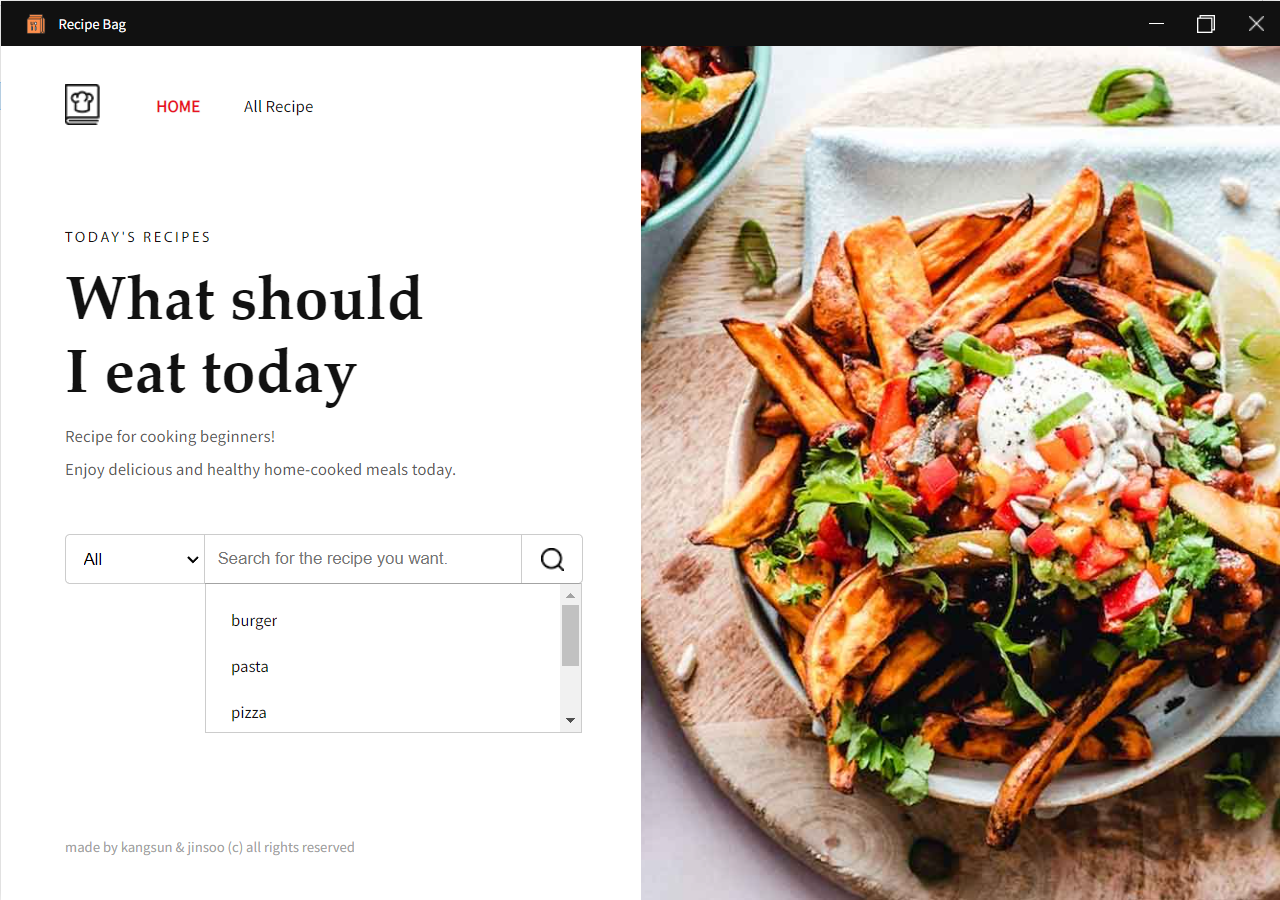 Recipe Bag
HOME
All Recipe
TODAY'S RECIPES
What should
I eat today
Recipe for cooking beginners!
Enjoy delicious and healthy home-cooked meals today.
All
Search for the recipe you want.
burger
pasta
pizza
made by kangsun & jinsoo (c) all rights reserved